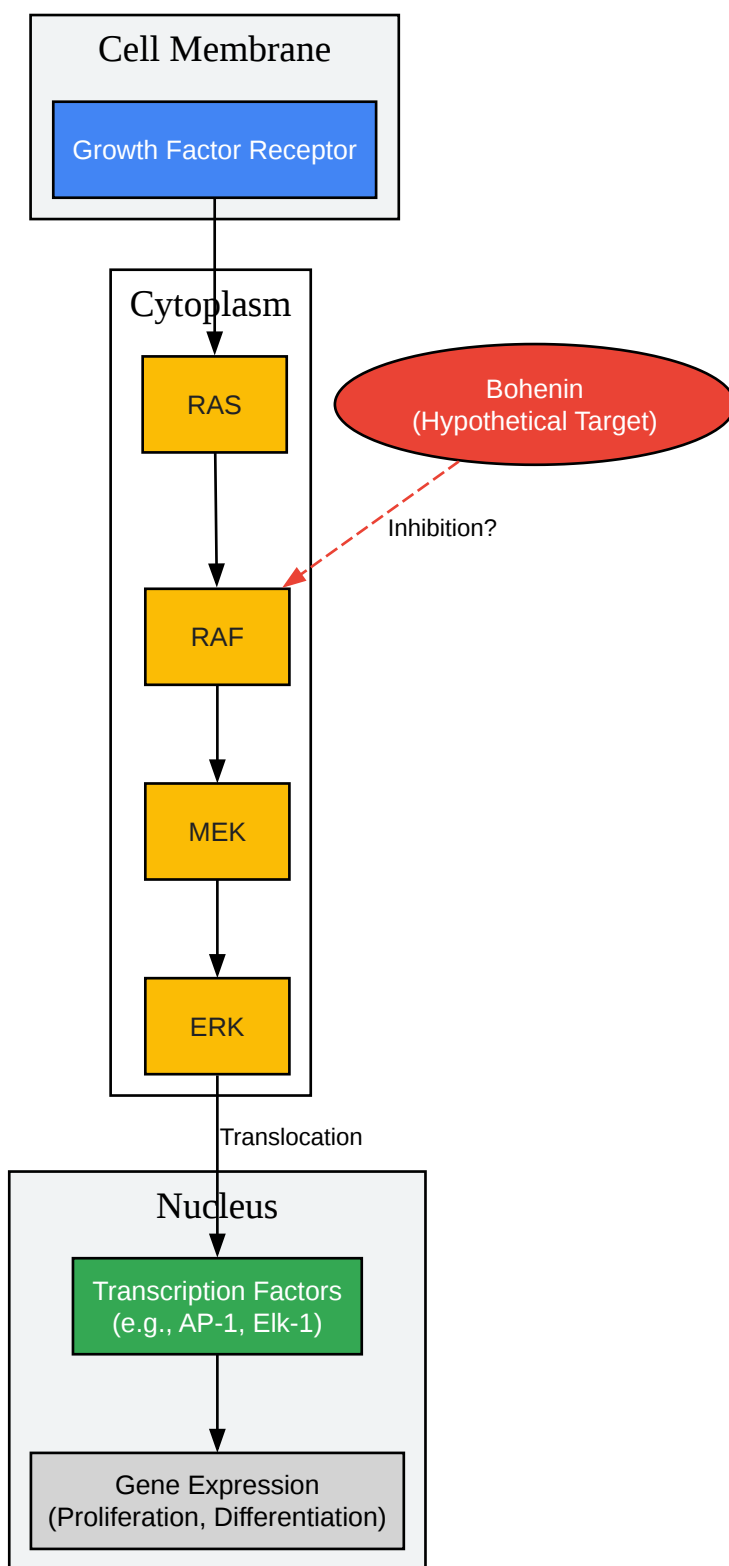 Cell Membrane
Growth Factor Receptor
Cytoplasm
RAS
Bohenin
(Hypothetical Target)
Inhibition?
RAF
MEK
ERK
Translocation
Nucleus
Transcription Factors
(e.g., AP-1, Elk-1)
Gene Expression
(Proliferation, Differentiation)